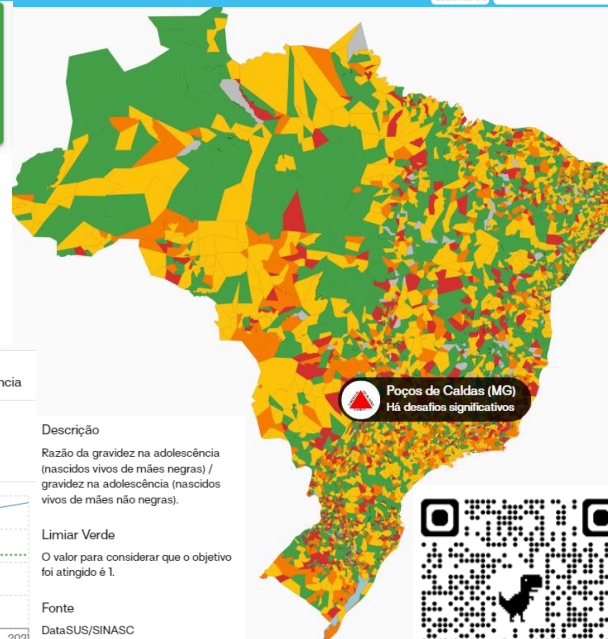 Poços de Caldas (MG)
Há desafios significativos
ncia
Descrição
Razão da gravidez na adolescência
(nascidos vivos de mães negras) /
gravidez na adolescência (nascidos
vivos de mães não negras).
Limiar Verde
O valor para considerar que o objetivo
foi atingido é 1.
Fonte
DataSUS/SINASC